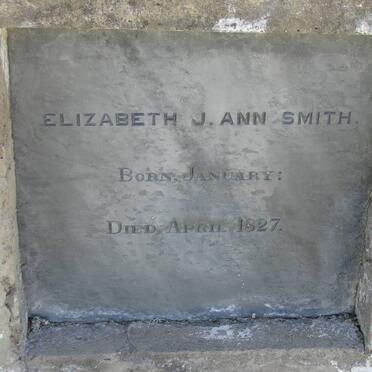 ELIZABETH J. ANN SMITH.
BORN, JANUARY:
DIED, APRIL 1827.